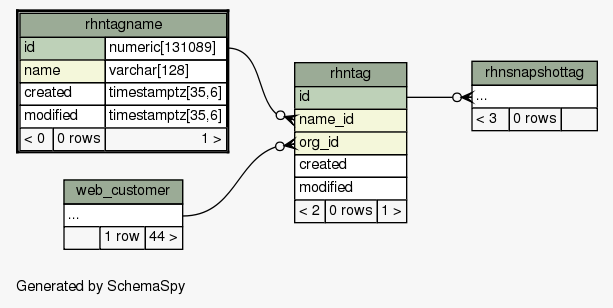 rhntagname
id numeric[131089]
name varchar[128]
created timestamptz[35,6]
modified timestamptz[35,6]
< 0 0 rows 1 >
rhntag
id
name_id
org_id
created
modified
< 2 0 rows 1 >
rhnsnapshottag
...
< 3 0 rows
web_customer
...
1 row 44 >
Generated by SchemaSpy